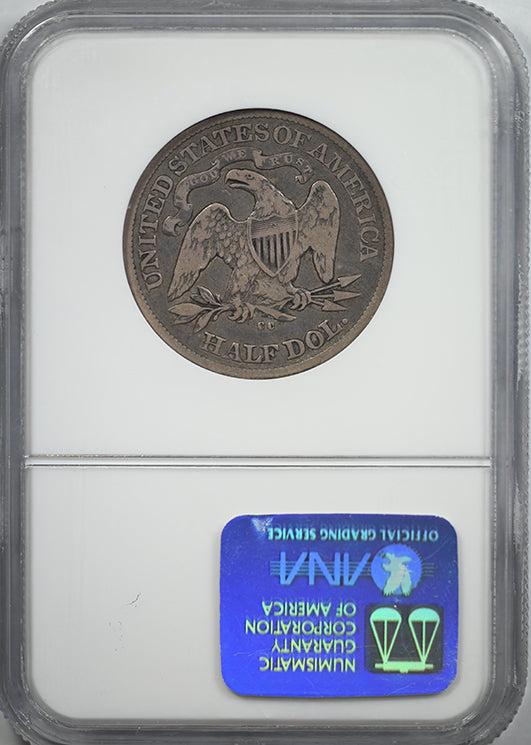 UNITED STATES OF AMERICA
IN GOD WE TRUST
CC
HALF DOL.
NUMISMATIC
GUARANTY
CORPORATION
OF AMERICA
ANA
OFFICIAL GRADING SERVICE